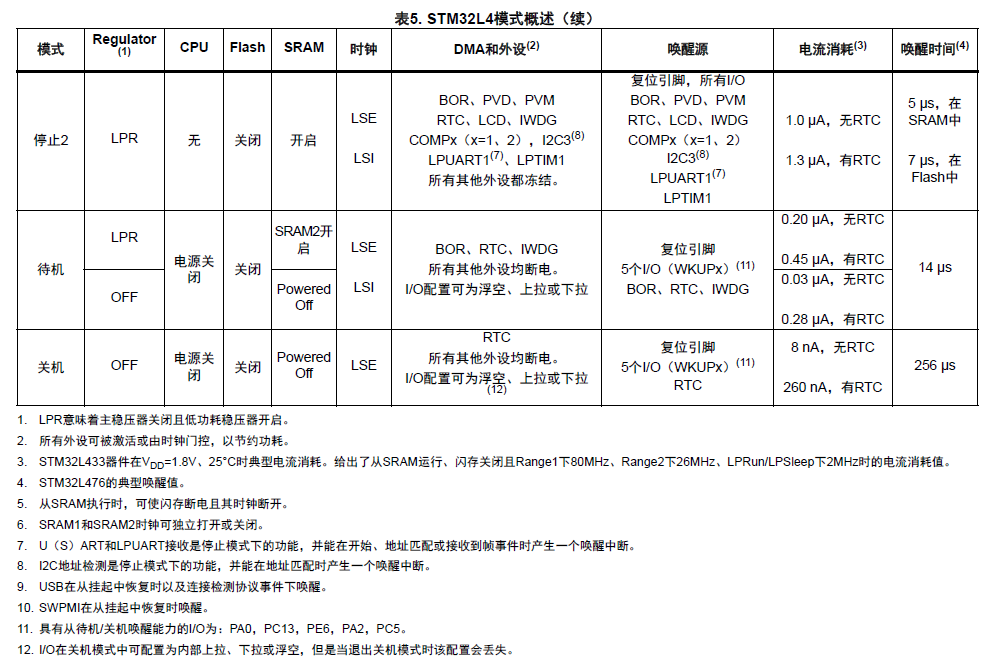 表5. STM32L4模式概述（续）
模式 Regulator(1) CPU Flash SRAM 时钟 DMA和外设(2) 唤醒源 电流消耗(3) 唤醒时间(4)
停止2
LPR
无
关闭
开启
LSE
LSI
BOR、PVD、PVM
RTC、LCD、IWDG
COMPx（x=1、2），I2C3(8)
LPUART1(7)、LPTIM1
所有其他外设都冻结。
复位引脚，所有I/O
BOR、PVD、PVM
RTC、LCD、IWDG
COMPx（x=1、2）
I2C3(8)
LPUART1(7)
LPTIM1
1.0 µA，无RTC
1.3 µA，有RTC
5 µs，在
SRAM中
7 µs，在
Flash中
待机
LPR
OFF
电源关
闭
关闭
SRAM2开
启
Powered
Off
LSE
LSI
BOR、RTC、IWDG
所有其他外设均断电。
I/O配置可为浮空、上拉或下拉
复位引脚
5个I/O（WKUPx）(11)
BOR、RTC、IWDG
0.20 µA，无RTC
0.45 µA，有RTC
0.03 µA，无RTC
0.28 µA，有RTC
14 µs
关机
OFF
电源关
闭
关闭
Powered
Off
LSE
RTC
所有其他外设均断电。
I/O配置可为浮空、上拉或下拉
(12)
复位引脚
5个I/O（WKUPx）(11)
RTC
8 nA，无RTC
260 nA，有RTC
256 µs
1. LPR意味着主稳压器关闭且低功耗稳压器开启。
2. 所有外设可被激活或由时钟门控，以节约功耗。
3. STM32L433器件在VDD=1.8V、25°C时典型电流消耗。给出了从SRAM运行、闪存关闭且Range1下80MHz、Range2下26MHz、LPRun/LPSleep下2MHz时的电流消耗值。
4. STM32L476的典型唤醒值。
5. 从SRAM执行时，可使闪存断电且其时钟断开。
6. SRAM1和SRAM2时钟可独立打开或关闭。
7. U（S）ART和LPUART接收是停止模式下的功能，并能在开始、地址匹配或接收到帧事件时产生一个唤醒中断。
8. I2C地址检测是停止模式下的功能，并能在地址匹配时产生一个唤醒中断。
9. USB在从挂起中恢复时以及连接检测协议事件下唤醒。
10. SWPMI在从挂起中恢复时唤醒。
11. 具有从待机/关机唤醒能力的I/O为：PA0，PC13，PE6，PA2，PC5。
12. I/O在关机模式中可配置为内部上拉、下拉或浮空，但是当退出关机模式时该配置会丢失。